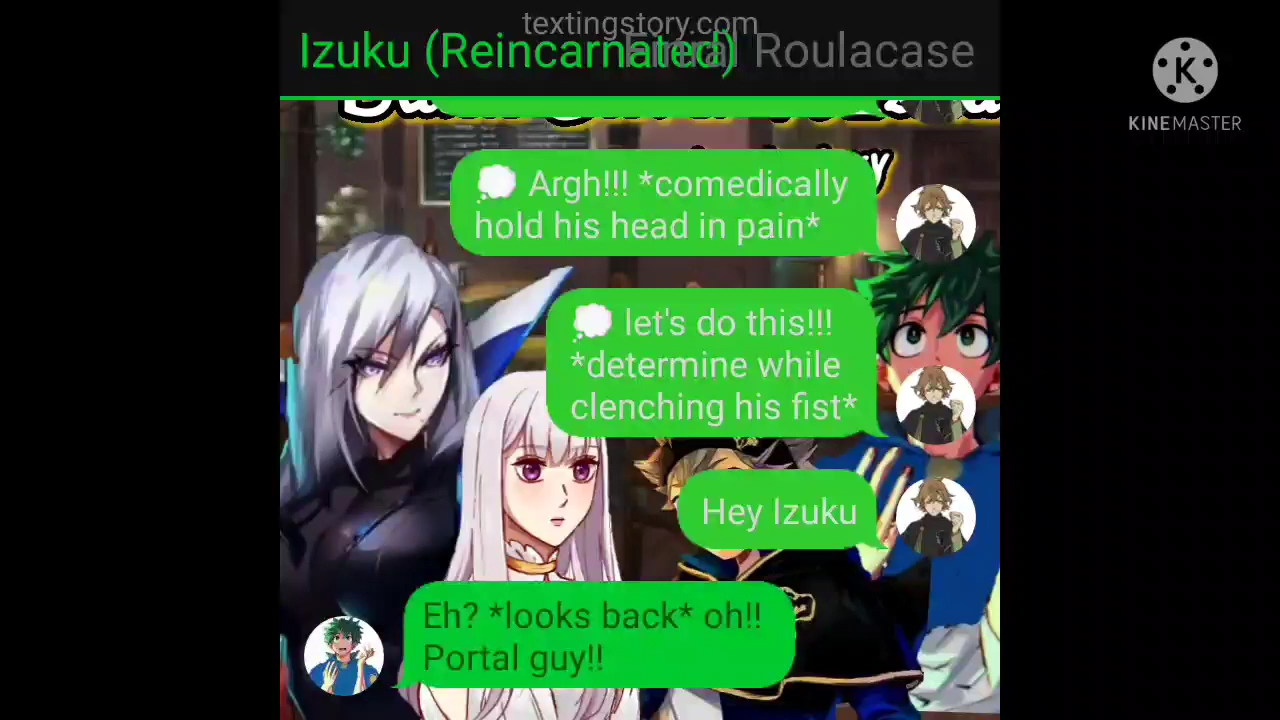 textingstory.com
Izuku (Reincarnated)
Finral Roulacase
K
KINEMASTER
💭 Argh!!! *comedically
hold his head in pain*
💭 let's do this!!!
*determine while
clenching his fist*
Hey Izuku
Eh? *looks back* oh!!
Portal guy!!